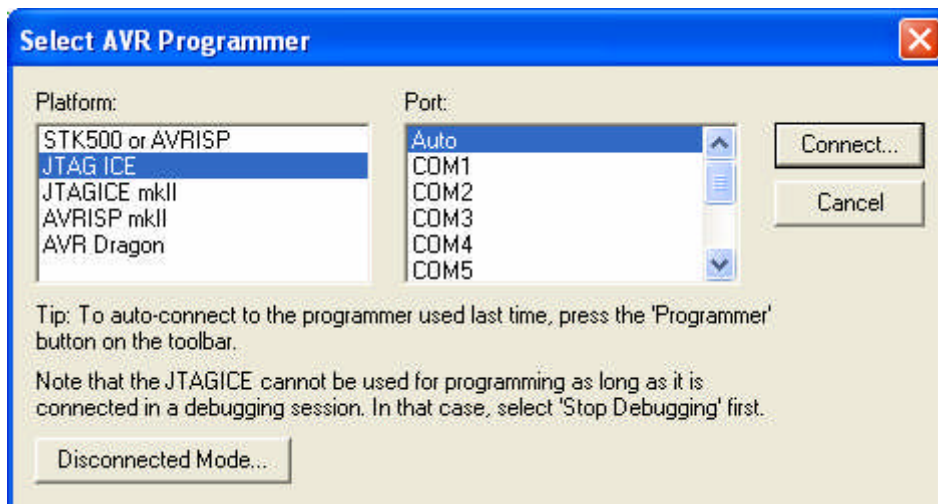 Select AVR Programmer
Platform:
STK500 or AVRISP
JTAG ICE
JTAGICE mkII
AVRISP mkII
AVR Dragon
Port:
Auto
COM1
COM2
COM3
COM4
COM5
Connect...
Cancel
Tip: To auto-connect to the programmer used last time, press the 'Programmer'
button on the toolbar.
Note that the JTAGICE cannot be used for programming as long as it is
connected in a debugging session. In that case, select 'Stop Debugging' first.
Disconnected Mode...